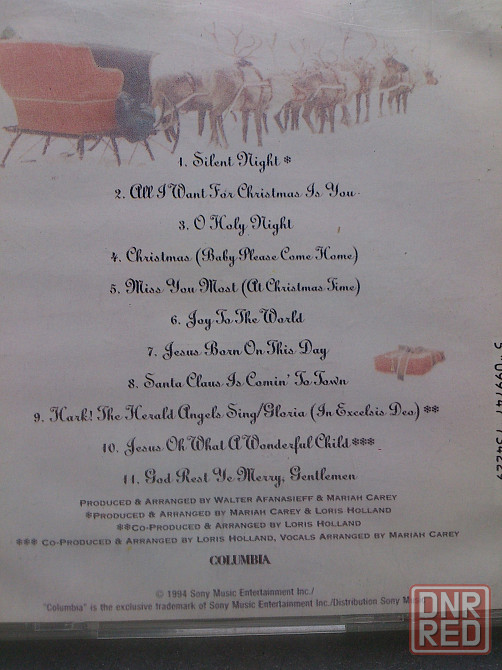 1. Silent Night *
2. All I Want For Christmas Is You
3. O Holy Night
4. Christmas (Baby Please Come Home)
5. Miss You Most (At Christmas Time)
6. Joy To The World
7. Jesus Born On This Day
8. Santa Claus Is Comin' To Town
9. Hark! The Herald Angels Sing/Gloria (In Excelsis Deo) **
10. Jesus Oh What A Wonderful Child ***
11. God Rest Ye Merry, Gentlemen
PRODUCED & ARRANGED BY WALTER AFANASIEFF & MARIAH CAREY
*PRODUCED & ARRANGED BY MARIAH CAREY & LORIS HOLLAND
**CO-PRODUCED & ARRANGED BY LORIS HOLLAND
*** CO-PRODUCED & ARRANGED BY LORIS HOLLAND, VOCALS ARRANGED BY MARIAH CAREY
COLUMBIA
© 1994 Sony Music Entertainment Inc./
"Columbia" is the exclusive trademark of Sony Music Entertainment Inc./Distribution Sony
DNR
RED